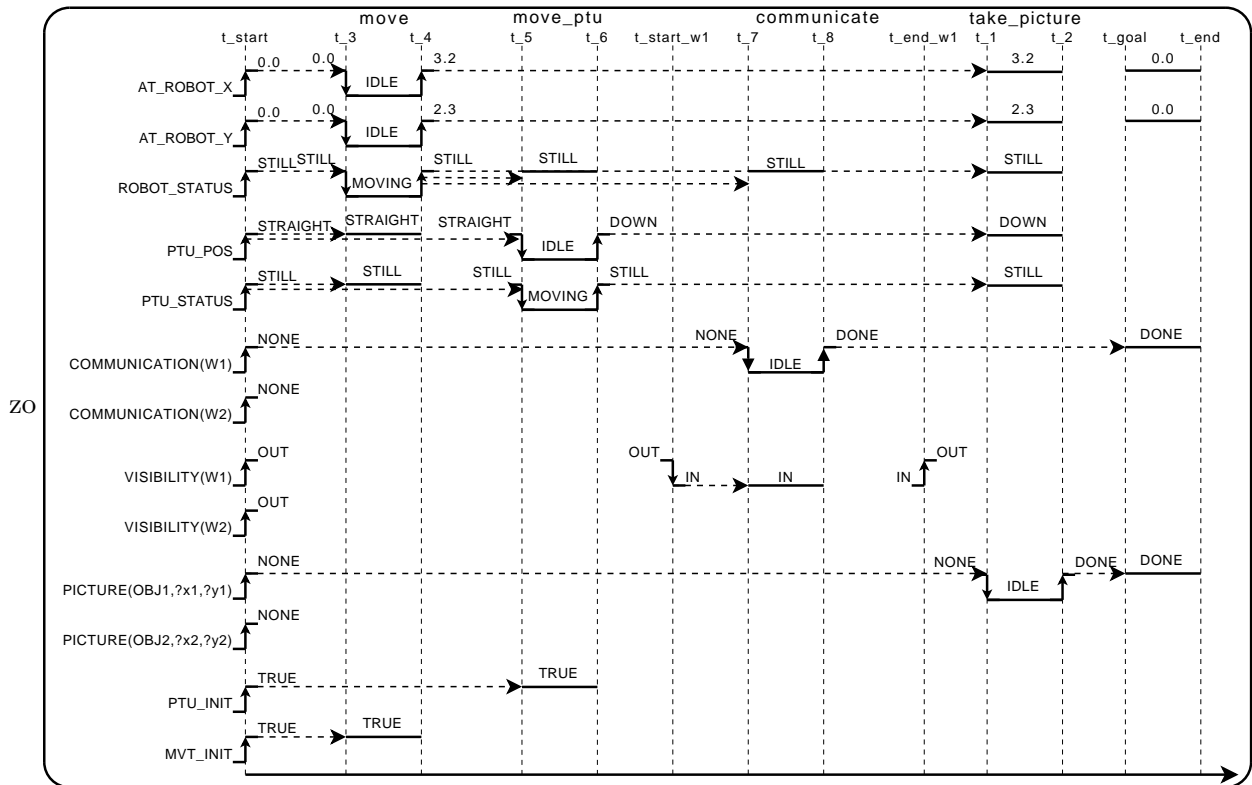 move move_ptu communicate take_picture
t_start t_3 t_4 t_5 t_6 t_start_w1 t_7 t_8 t_end_w1 t_1 t_2 t_goal t_end
0.0 0.0 3.2 3.2 0.0
AT_ROBOT_X IDLE
0.0 0.0 2.3 2.3 0.0
AT_ROBOT_Y IDLE
STILL STILL STILL STILL STILL STILL
ROBOT_STATUS MOVING
STRAIGHT STRAIGHT STRAIGHT DOWN DOWN
PTU_POS IDLE
STILL STILL STILL STILL STILL
PTU_STATUS MOVING
NONE NONE DONE DONE
COMMUNICATION(W1) IDLE
NONE
ZO
COMMUNICATION(W2)
OUT OUT OUT
VISIBILITY(W1) IN IN IN
OUT
VISIBILITY(W2)
NONE NONE DONE DONE
PICTURE(OBJ1,?x1,?y1) IDLE
NONE
PICTURE(OBJ2,?x2,?y2)
TRUE TRUE
PTU_INIT
TRUE TRUE
MVT_INIT